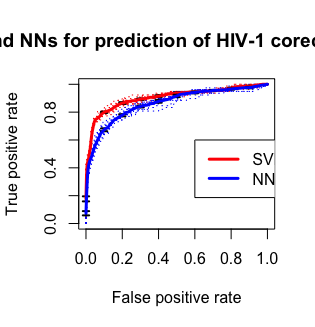 nd NNs for prediction of HIV-1 core
True positive rate
0.0 0.4 0.8
SV
NN
0.0 0.2 0.4 0.6 0.8 1.0
False positive rate